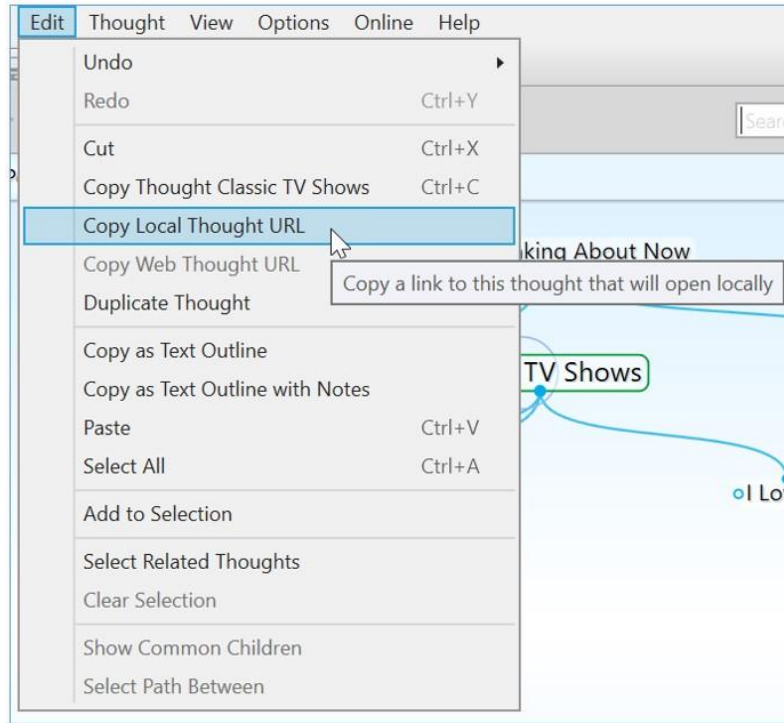 Edit Thought View Options Online Help
Undo
Redo Ctrl+Y
Cut Ctrl+X
Copy Thought Classic TV Shows Ctrl+C
Copy Local Thought URL
Copy Web Thought URL
Copy a link to this thought that will open locally
Duplicate Thought
Copy as Text Outline
Copy as Text Outline with Notes
Paste Ctrl+V
Select All Ctrl+A
Add to Selection
Select Related Thoughts
Clear Selection
Show Common Children
Select Path Between
About Now
TV Shows
I